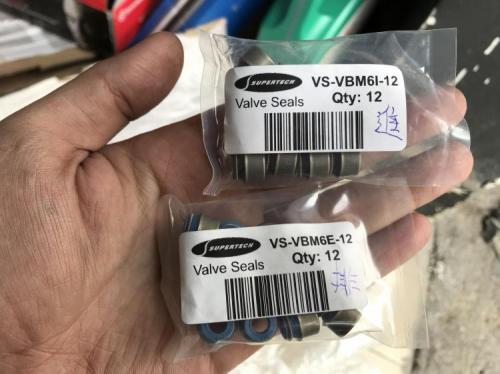 SUPERTECH
VS-VBM6I-12
Valve Seals
Qty: 12
SUPERTECH
VS-VBM6E-12
Valve Seals
Qty: 12